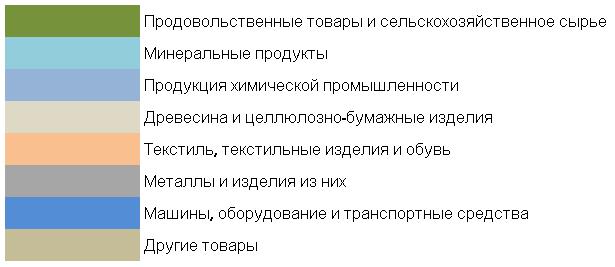 Продовольственные товары и сельскохозяйственное сырье
Минеральные продукты
Продукция химической промышленности
Древесина и целлюлозно-бумажные изделия
Текстиль, текстильные изделия и обувь
Металлы и изделия из них
Машины, оборудование и транспортные средства
Другие товары